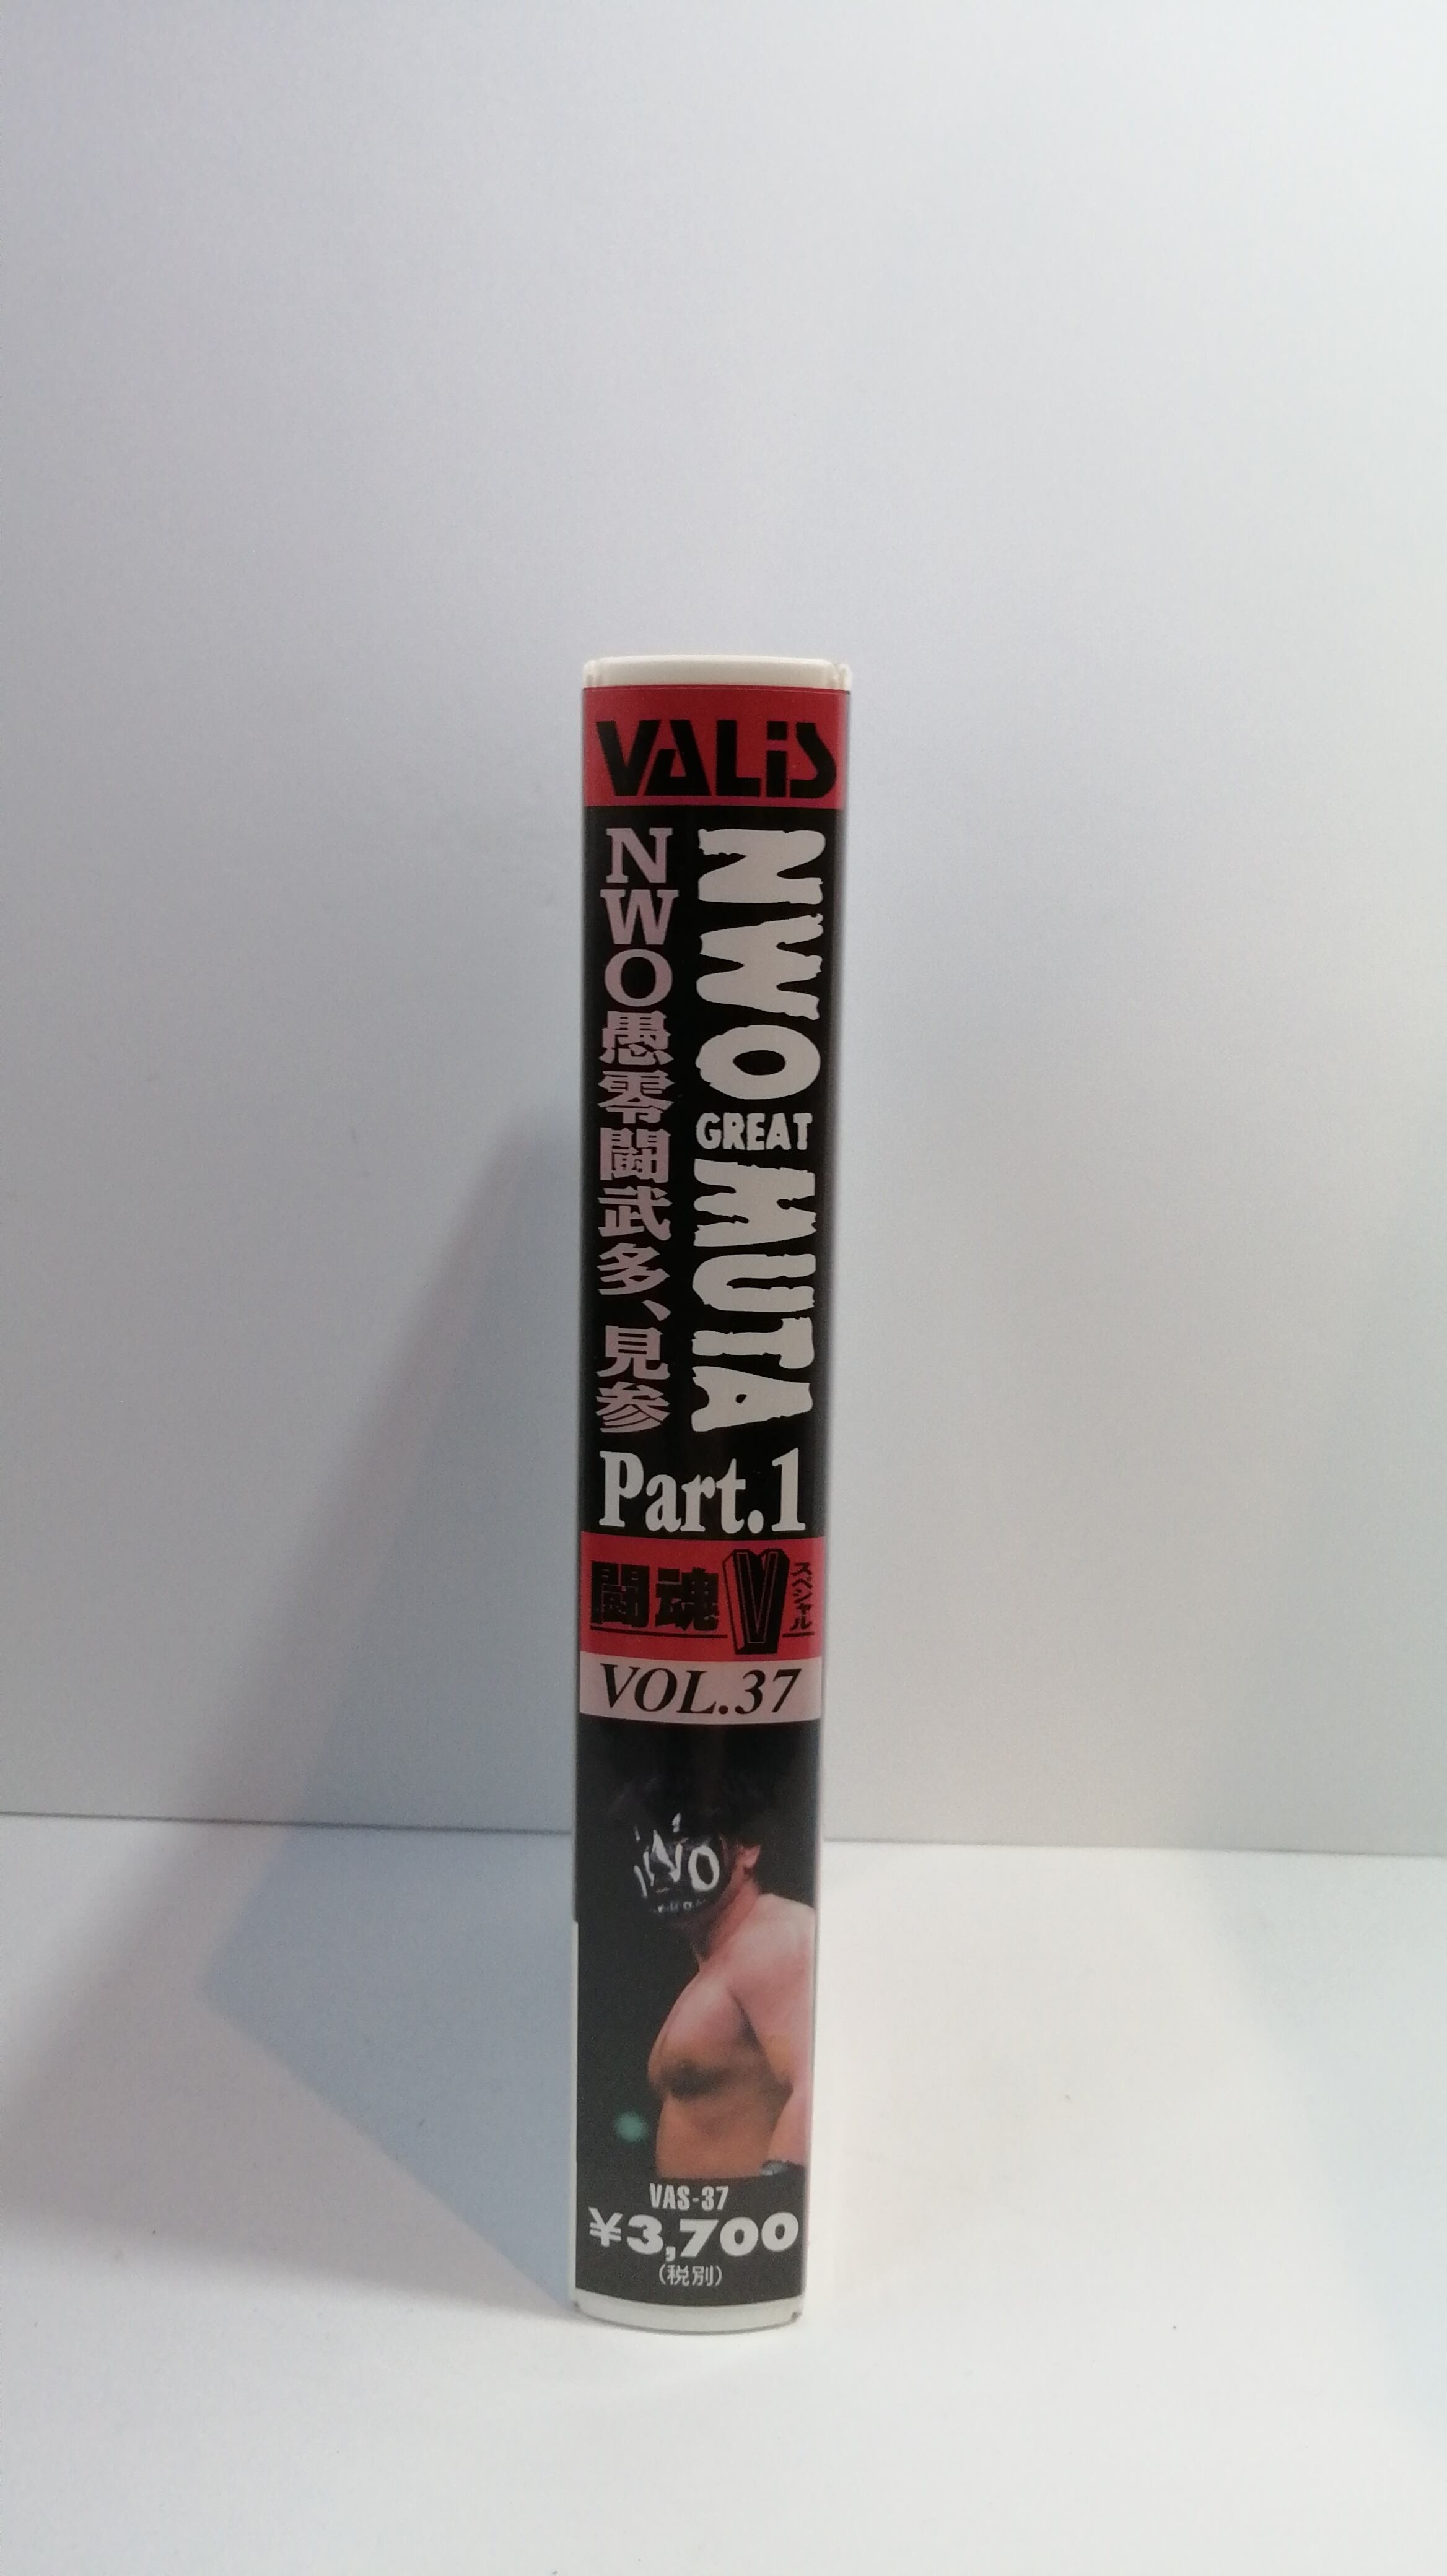 VALiS
NWO GREAT MUTA
NWO愚零闘武多、見参
Part.1
闘魂Vスペシャル
VOL.37
NWO
VAS-37
¥3,700
(税別)